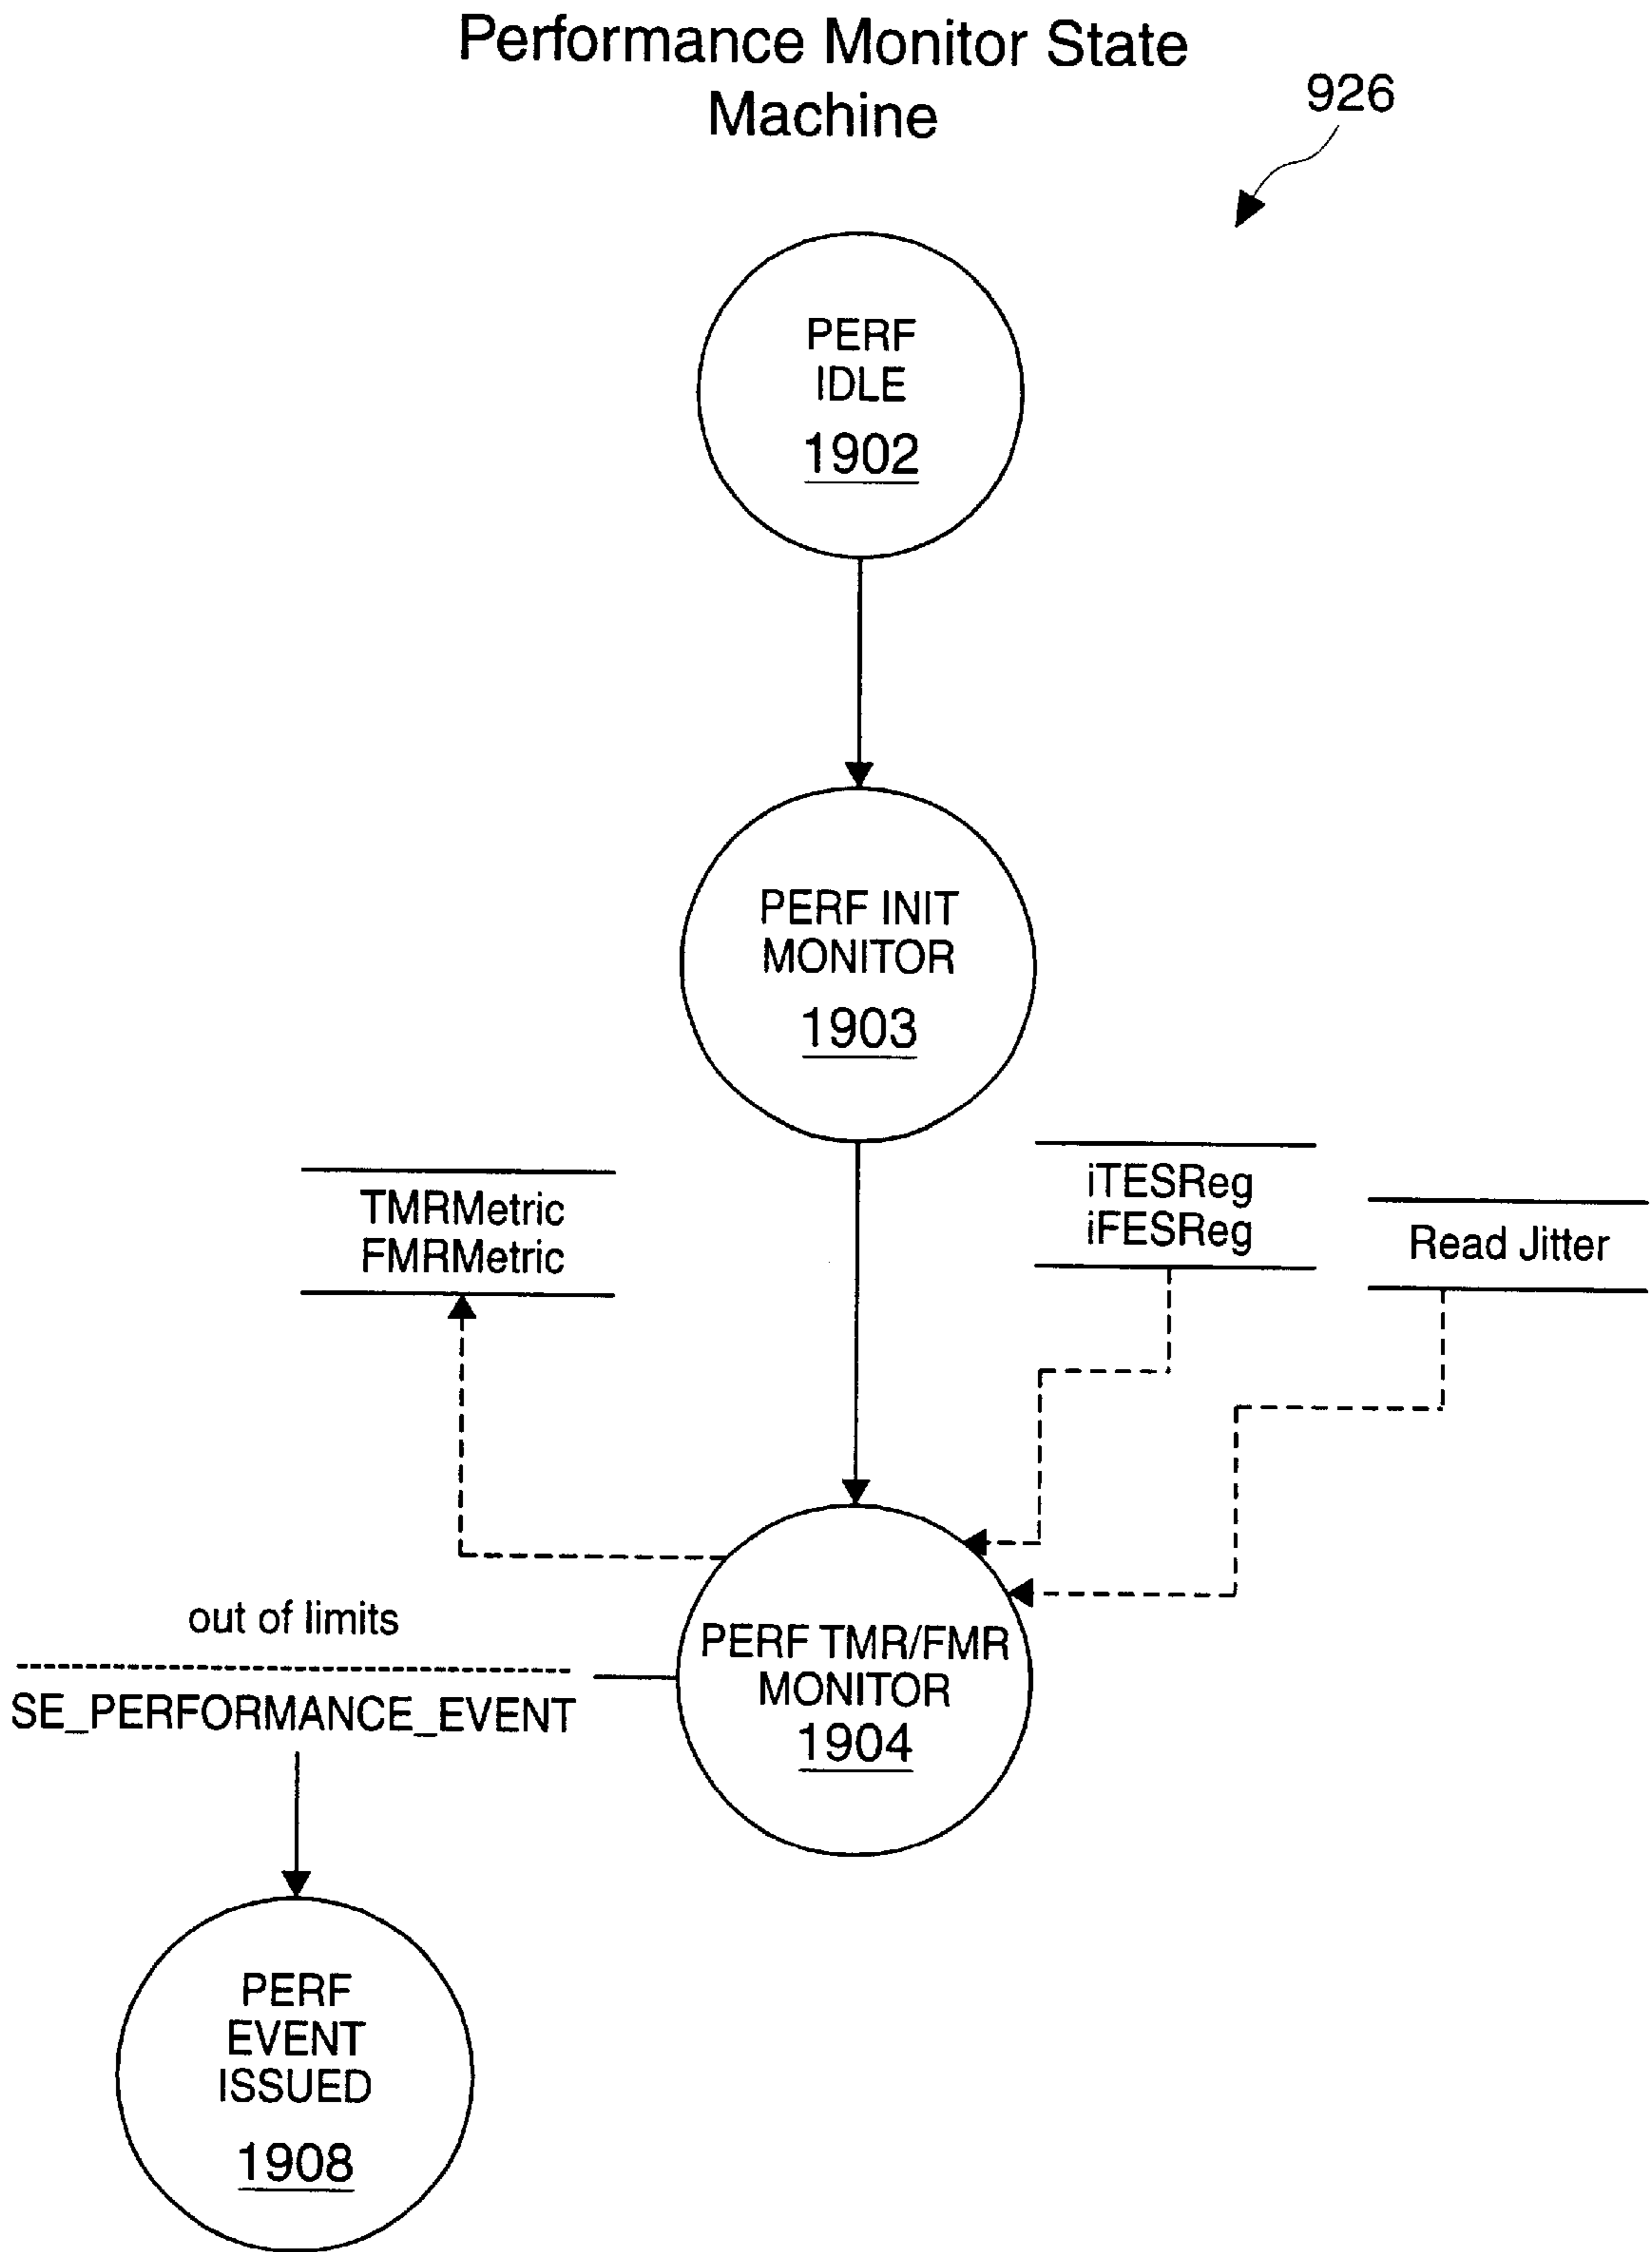 Performance Monitor State
Machine
926
PERF
IDLE
1902
PERF INIT
MONITOR
1903
TMRMetric
FMRMetric
iTESReg
iFESReg
Read Jitter
out of limits
SE_PERFORMANCE_EVENT
PERF TMR/FMR
MONITOR
1904
PERF
EVENT
ISSUED
1908